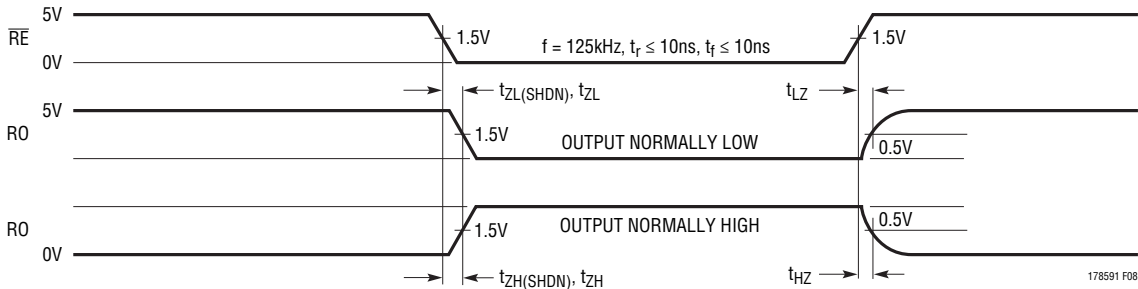 5V
RE
1.5V
f = 125kHz, tr ≤ 10ns, tf ≤ 10ns
1.5V
0V
tZL(SHDN), tZL
tLZ
5V
RO
1.5V
OUTPUT NORMALLY LOW
0.5V
RO
1.5V
OUTPUT NORMALLY HIGH
0.5V
0V
tZH(SHDN), tZH
tHZ
178591 F08